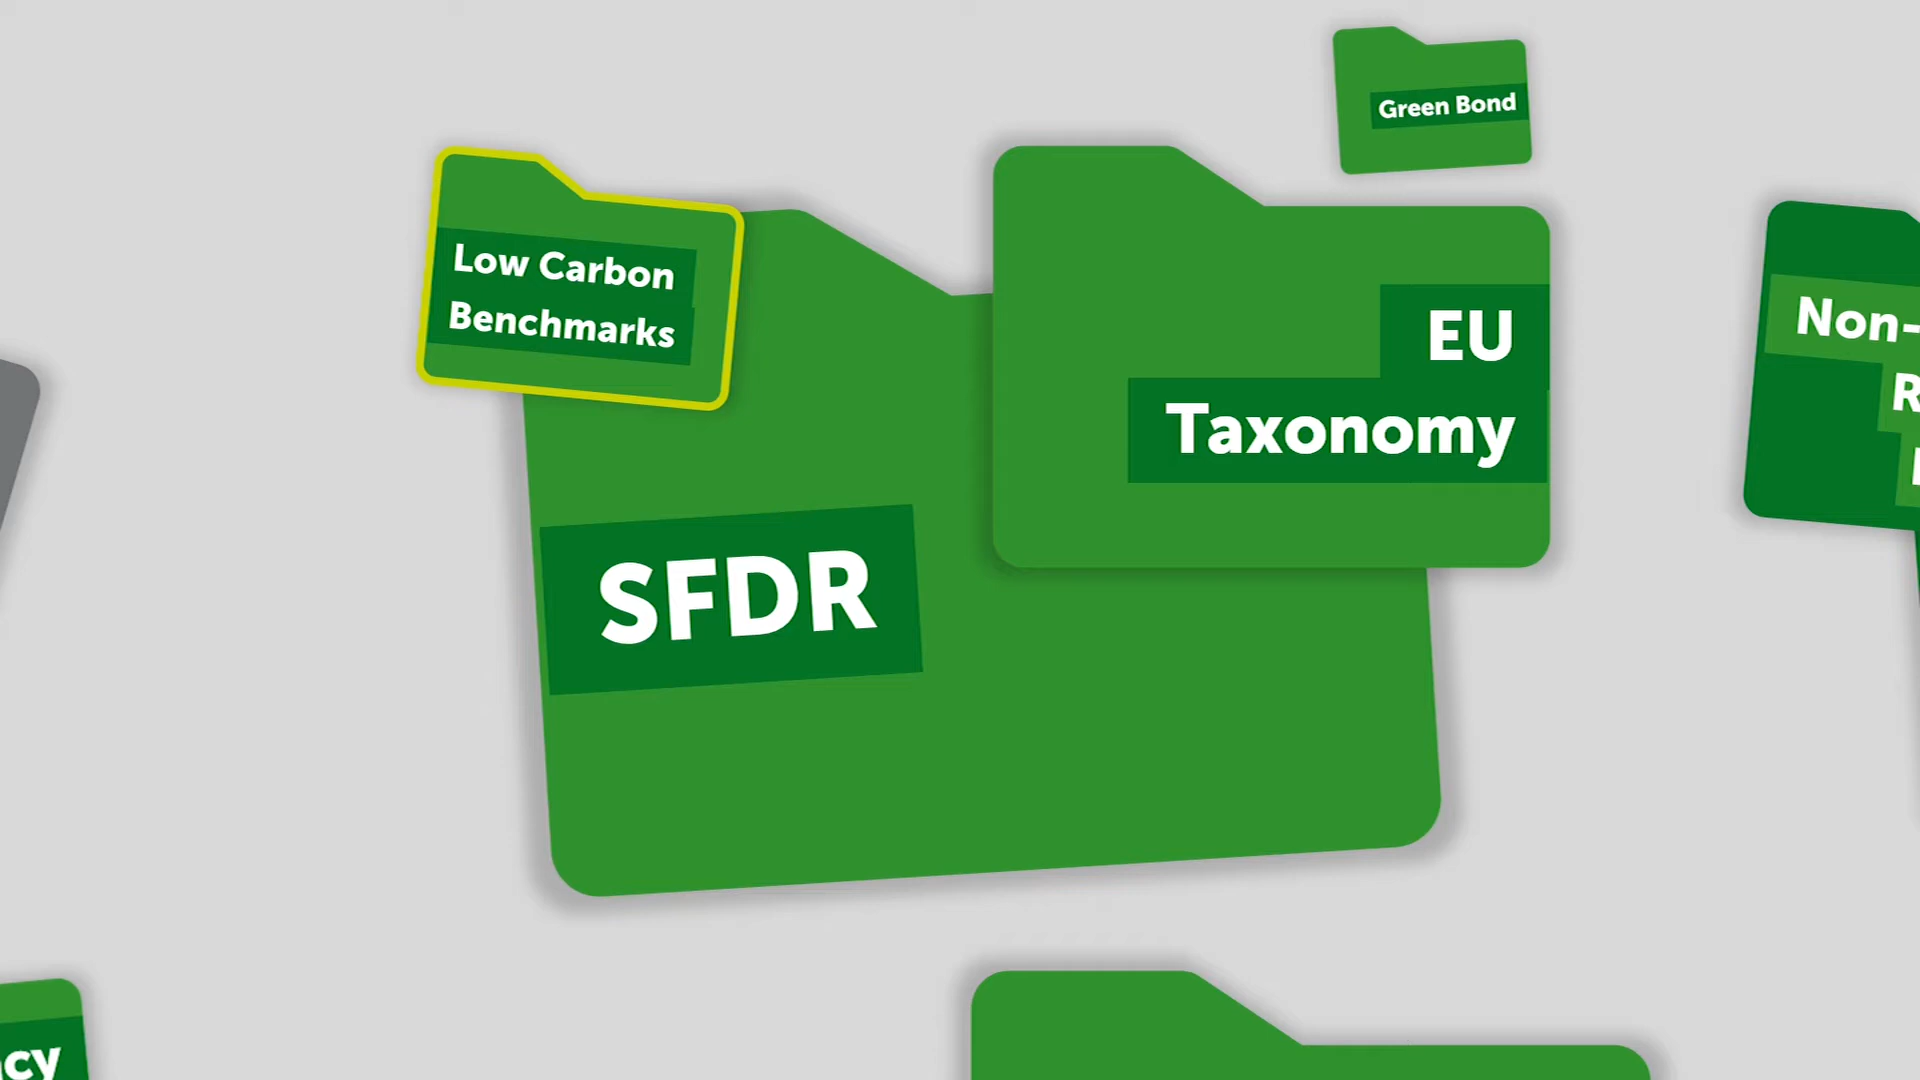 Green Bond
Low Carbon
Benchmarks
EU
Taxonomy
SFDR
Non-